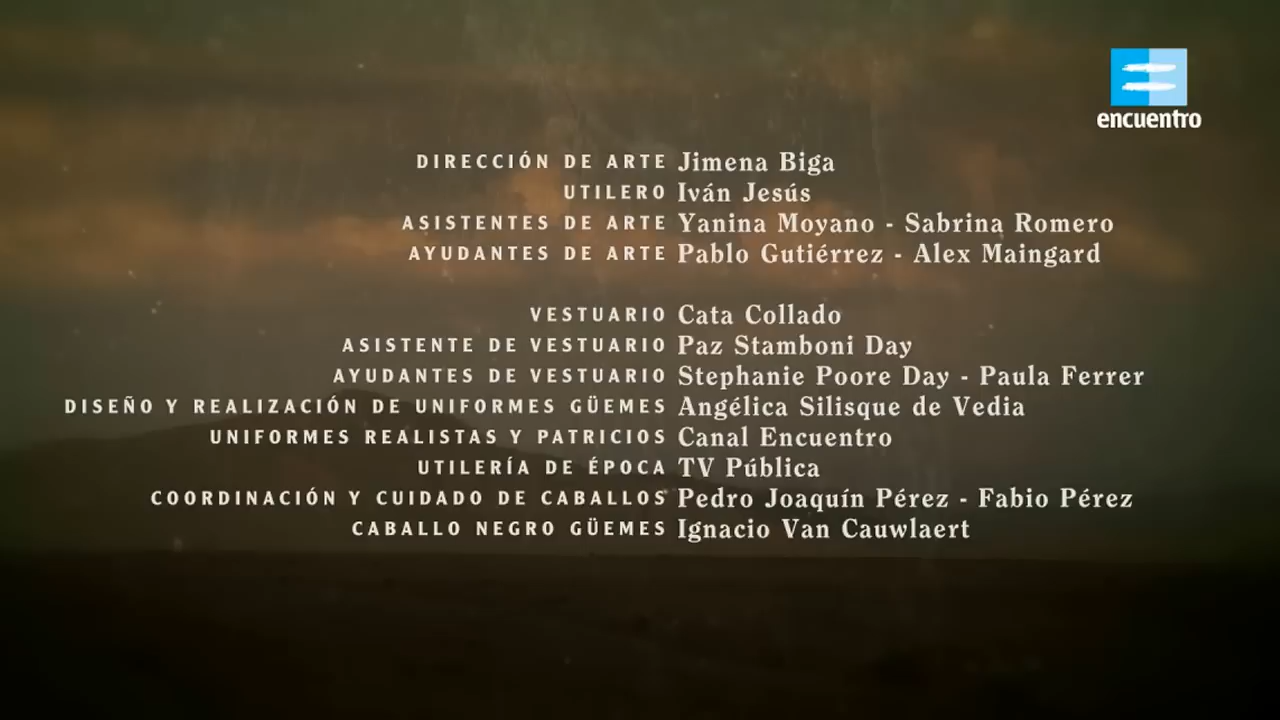 encuentro
DIRECCIÓN DE ARTE Jimena Biga
UTILERO Iván Jesús
ASISTENTES DE ARTE Yanina Moyano - Sabrina Romero
AYUDANTES DE ARTE Pablo Gutiérrez - Alex Maingard
VESTUARIO Cata Collado
ASISTENTE DE VESTUARIO Paz Stamboni Day
AYUDANTES DE VESTUARIO Stephanie Poore Day - Paula Ferrer
DISEÑO Y REALIZACIÓN DE UNIFORMES GÜEMES Angélica Silisque de Vedia
UNIFORMES REALISTAS Y PATRICIOS Canal Encuentro
UTILERÍA DE ÉPOCA TV Pública
COORDINACIÓN Y CUIDADO DE CABALLOS Pedro Joaquín Pérez - Fabio Pérez
CABALLO NEGRO GÜEMES Ignacio Van Cauwlaert